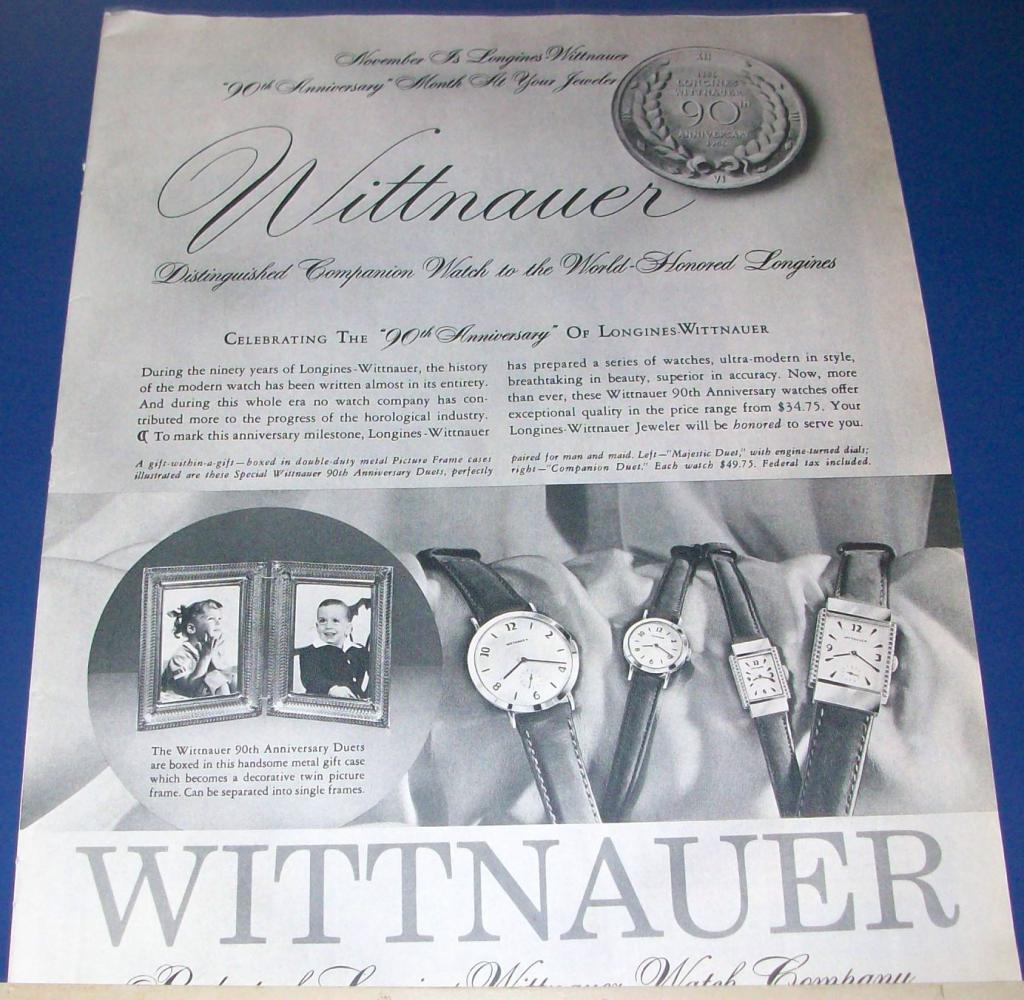 November Is Longines Wittnauer
"90th Anniversary" Month At Your Jeweler
XII
LONGINES
WITTNAUER
90th
ANNIVERSARY
III
VI
Wittnauer
Distinguished Companion Watch to the World-Honored Longines
CELEBRATING THE "90th Anniversary" OF LONGINES-WITTNAUER
During the ninety years of Longines-Wittnauer, the history
of the modern watch has been written almost in its entirety.
And during this whole era no watch company has con-
tributed more to the progress of the horological industry.
To mark this anniversary milestone, Longines-Wittnauer
has prepared a series of watches, ultra-modern in style,
breathtaking in beauty, superior in accuracy. Now, more
than ever, these Wittnauer 90th Anniversary watches offer
exceptional quality in the price range from $34.75. Your
Longines-Wittnauer Jeweler will be honored to serve you.
A gift-within-a-gift—boxed in double-duty metal Picture Frame cases
illustrated are these Special Wittnauer 90th Anniversary Duets, perfectly
paired for man and maid. Left—"Majestic Duet," with engine-turned dials;
right—"Companion Duet." Each watch $49.75. Federal tax included.
The Wittnauer 90th Anniversary Duets
are boxed in this handsome metal gift case
which becomes a decorative twin picture
frame. Can be separated into single frames.
WITTNAUER
Wittnauer Watch Company